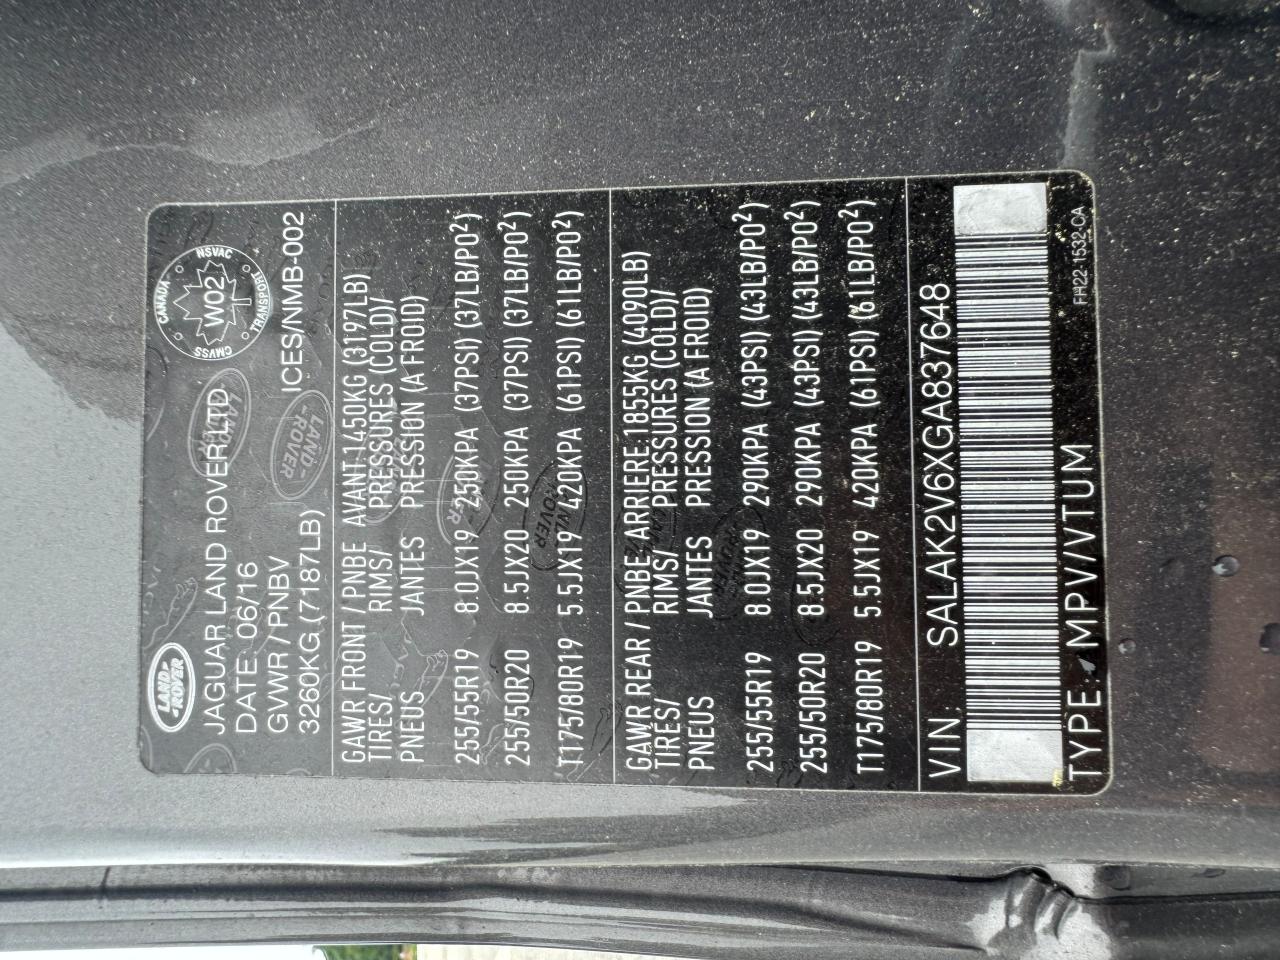 LAND-
-ROVER
CANADA
NSVAC
TRANSPORT
CMVSS
W02
JAGUAR LAND ROVER LTD
DATE: 06/16
GVWR / PNBV
3260KG (7187LB) ICES/NMB-002
GAWR FRONT / PNBE AVANT:1450KG (3197LB)
TIRES/ RIMS/ PRESSURES (COLD)/
PNEUS JANTES PRESSION (A FROID)
255/55R19 8.0JX19 250KPA (37PSI) (37LB/PO²)
255/50R20 8.5JX20 250KPA (37PSI) (37LB/PO²)
T175/80R19 5.5JX19 420KPA (61PSI) (61LB/PO²)
GAWR REAR / PNBE ARRIERE:1855KG (4090LB)
TIRES/ RIMS/ PRESSURES (COLD)/
PNEUS JANTES PRESSION (A FROID)
255/55R19 8.0JX19 290KPA (43PSI) (43LB/PO²)
255/50R20 8.5JX20 290KPA (43PSI) (43LB/PO²)
T175/80R19 5.5JX19 420KPA (61PSI) (61LB/PO²)
VIN: SALAK2V6XGA837648
TYPE: MPV/VTUM
FH22-1532-CA